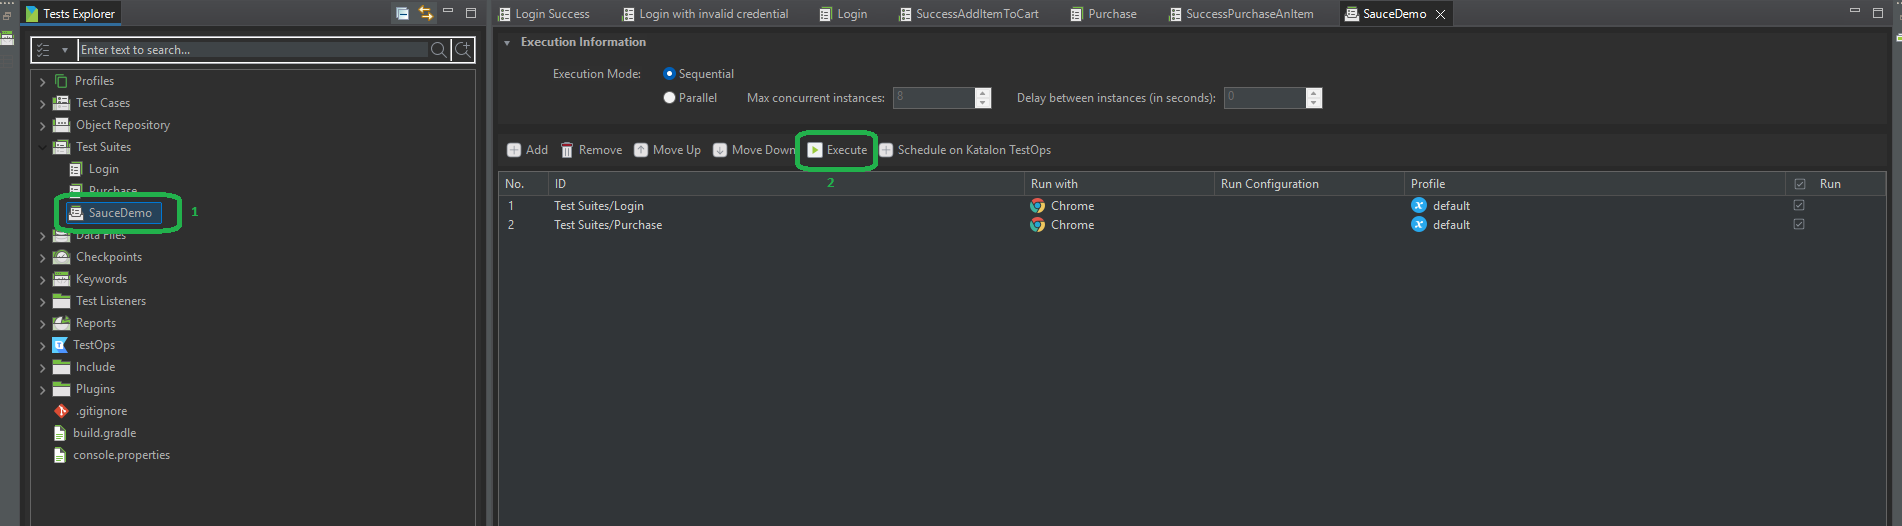 Tests Explorer
Enter text to search...
Profiles
Test Cases
Object Repository
Test Suites
Login
Purchase
SauceDemo
1
Data Files
Checkpoints
Keywords
Test Listeners
Reports
TestOps
Include
Plugins
.gitignore
build.gradle
console.properties
Login Success
Login with invalid credential
Login
SuccessAddItemToCart
Purchase
SuccessPurchaseAnItem
SauceDemo
Execution Information
Execution Mode: Sequential
Parallel Max concurrent instances: 8 Delay between instances (in seconds): 0
Add Remove Move Up Move Down Execute Schedule on Katalon TestOps
2
No. ID Run with Run Configuration Profile Run
1 Test Suites/Login Chrome default
2 Test Suites/Purchase Chrome default